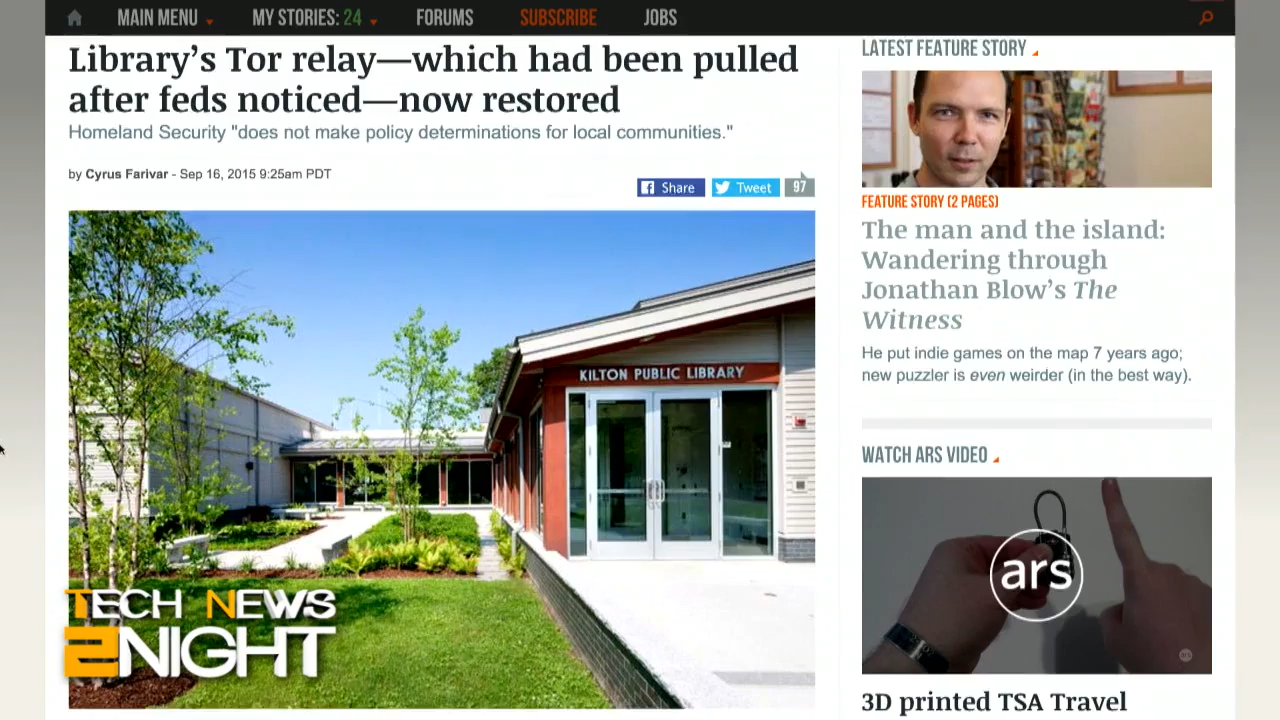 MAIN MENU
MY STORIES: 24
FORUMS
SUBSCRIBE
JOBS
Library’s Tor relay—which had been pulled
after feds noticed—now restored
Homeland Security "does not make policy determinations for local communities."
by Cyrus Farivar - Sep 16, 2015 9:25am PDT
Share
Tweet
97
KILTON PUBLIC LIBRARY
TECH NEWS
2NIGHT
LATEST FEATURE STORY
FEATURE STORY (2 PAGES)
The man and the island:
Wandering through
Jonathan Blow’s The
Witness
He put indie games on the map 7 years ago;
new puzzler is even weirder (in the best way).
WATCH ARS VIDEO
ars
ars
3D printed TSA Travel